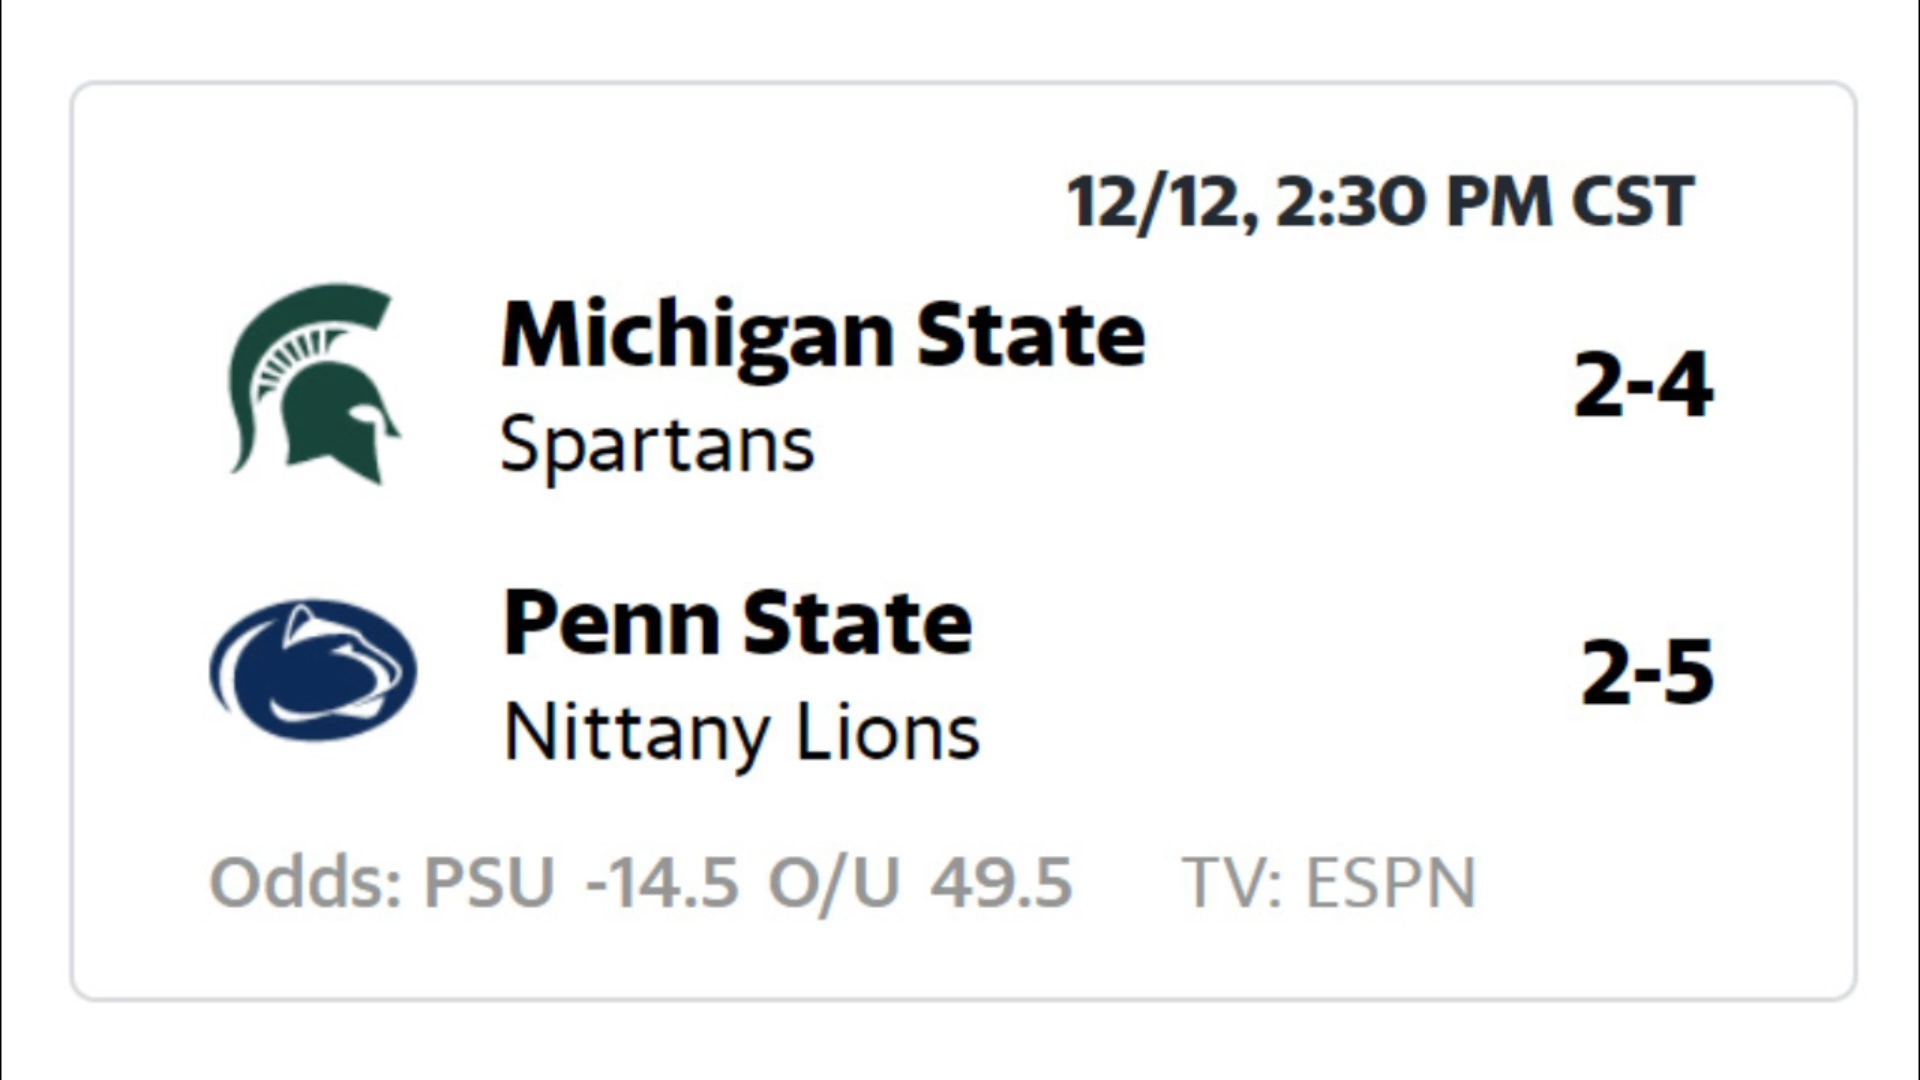 12/12, 2:30 PM CST
Michigan State
2-4
Spartans
Penn State
2-5
Nittany Lions
Odds: PSU -14.5 O/U 49.5 TV: ESPN